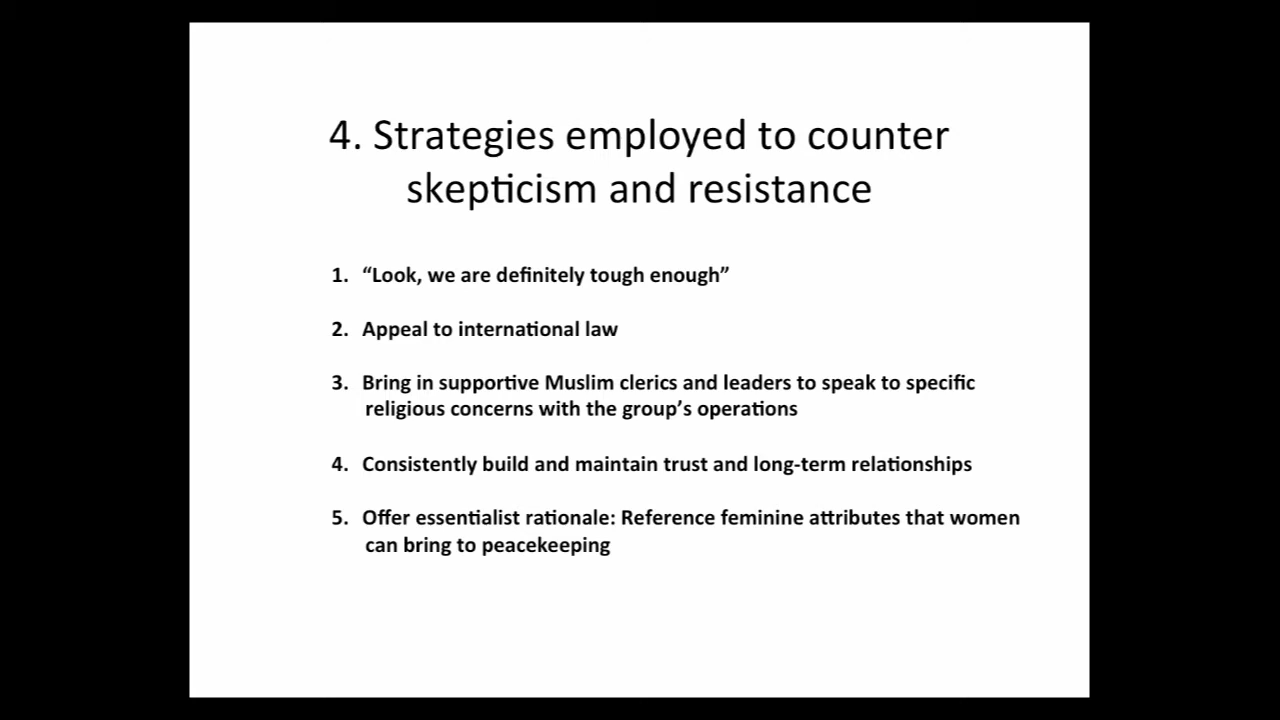 4. Strategies employed to counter
skepticism and resistance
1. “Look, we are definitely tough enough”
2. Appeal to international law
3. Bring in supportive Muslim clerics and leaders to speak to specific
religious concerns with the group’s operations
4. Consistently build and maintain trust and long-term relationships
5. Offer essentialist rationale: Reference feminine attributes that women
can bring to peacekeeping